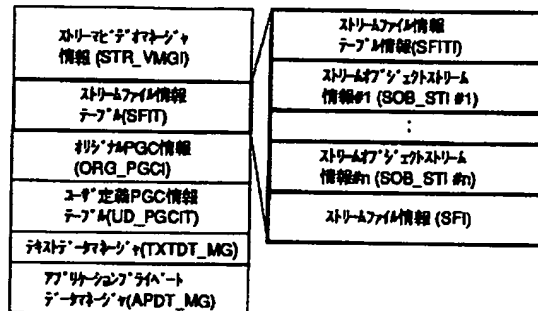 ストリーマビデオマネージャ
情報 (STR_VMGI)
ストリームファイル情報
テーブル(SFIT)
オリジナルPGC情報
(ORG_PGCI)
ユーザ定義PGC情報
テーブル(UD_PGCIT)
テキストデータマネージャ(TXTDT_MG)
アプリケーションプライベート
データマネージャ(APDT_MG)
ストリームファイル情報
テーブル情報(SFITI)
ストリームオブジェクトストリーム
情報#1 (SOB_STI #1)
:
ストリームオブジェクトストリーム
情報#n (SOB_STI #n)
ストリームファイル情報 (SFI)